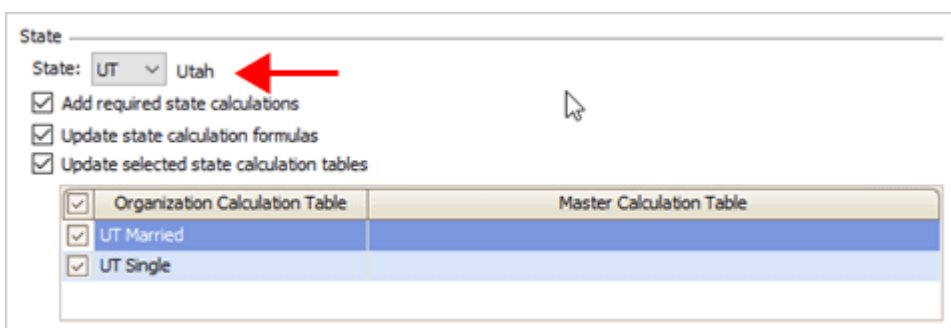 State
State: UT Utah
Add required state calculations
Update state calculation formulas
Update selected state calculation tables
Organization Calculation Table Master Calculation Table
UT Married
UT Single